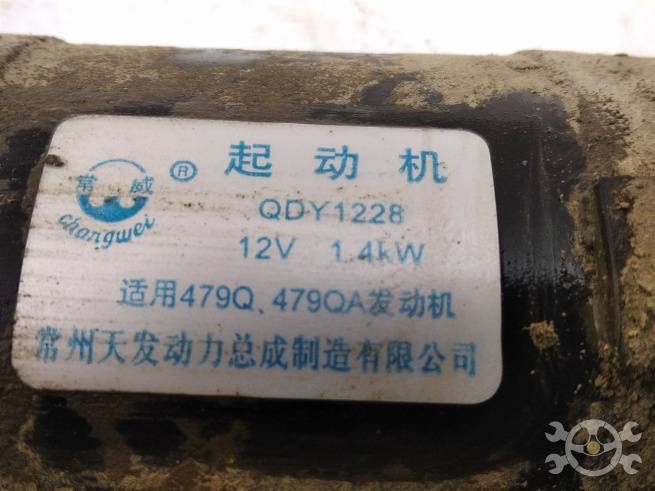 常威
changwei
®
起动机
QDY1228
12V 1.4kW
适用479Q、479QA发动机
常州天发动力总成制造有限公司